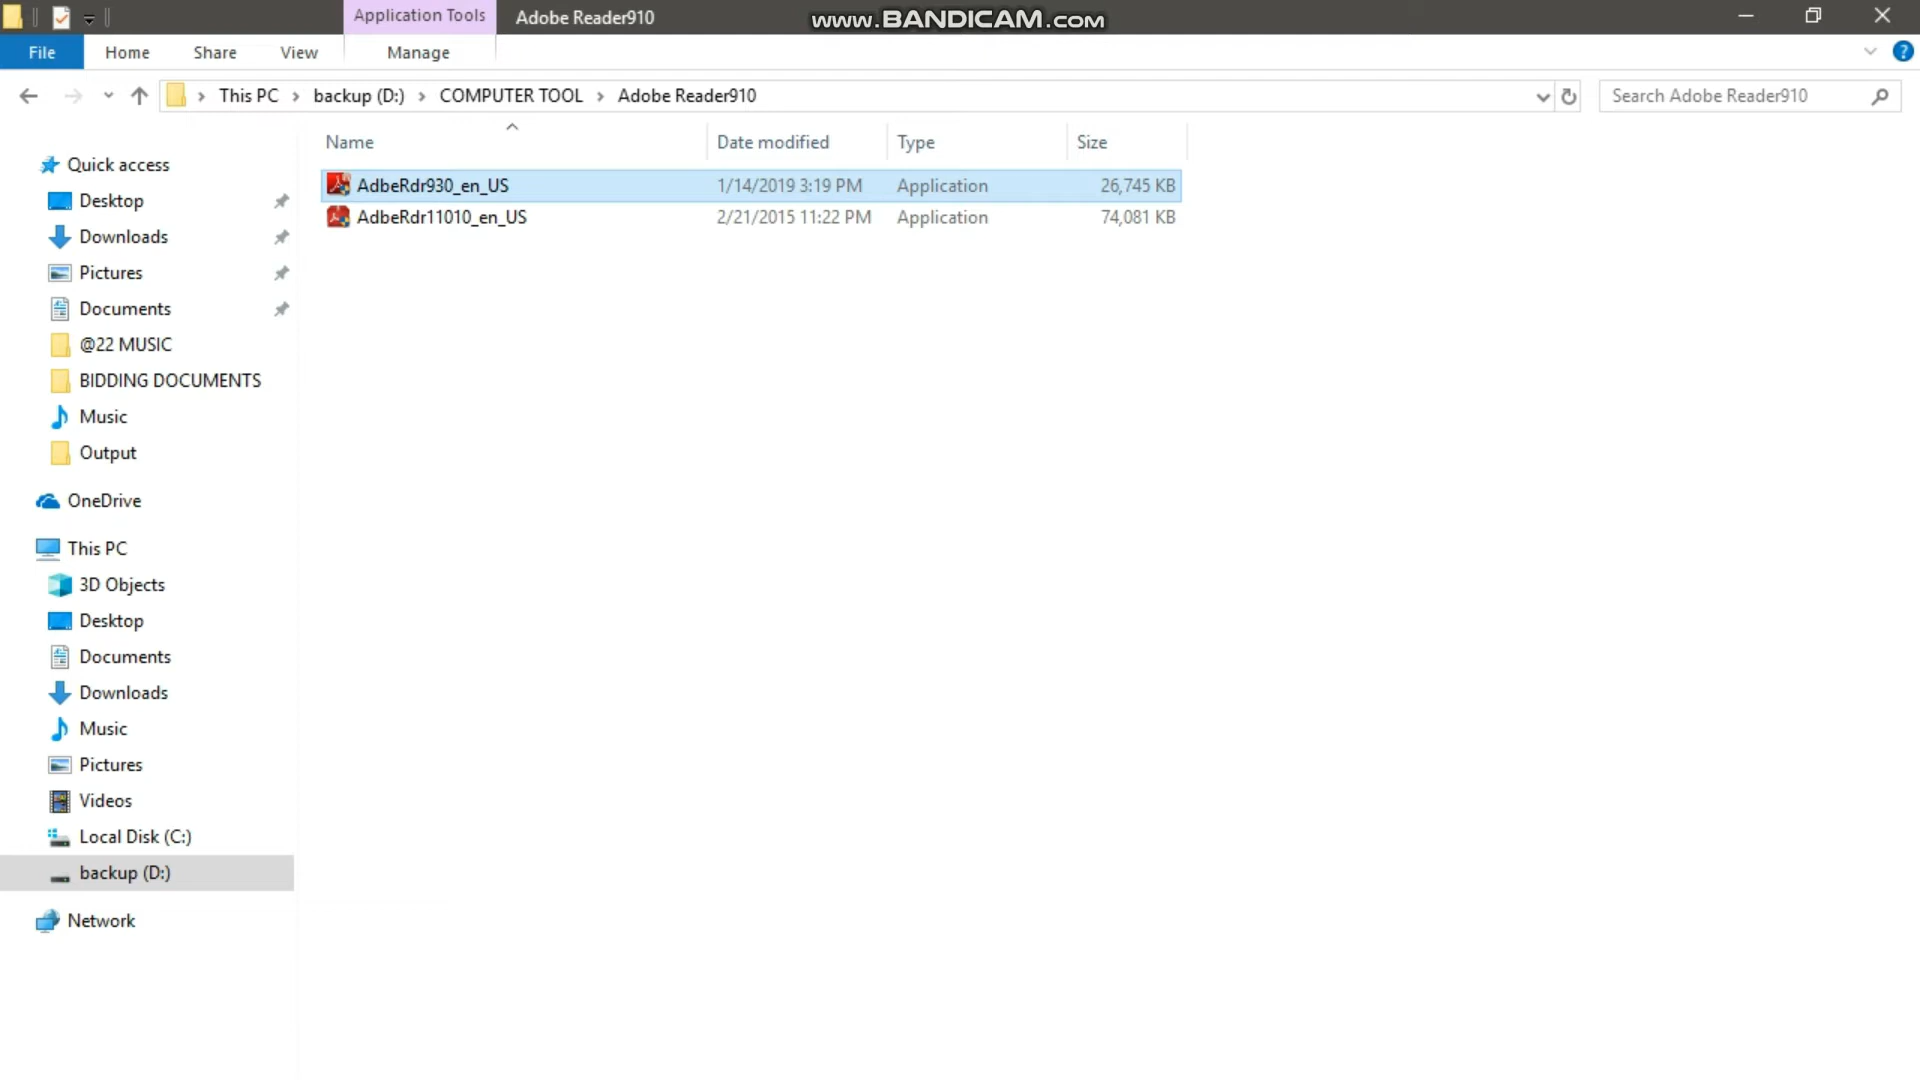 Application Tools
Adobe Reader910
www.BANDICAM.com
File
Home
Share
View
Manage
This PC
backup (D:)
COMPUTER TOOL
Adobe Reader910
Search Adobe Reader910
Name
Date modified
Type
Size
AdbeRdr930_en_US
1/14/2019 3:19 PM
Application
26,745 KB
AdbeRdr11010_en_US
2/21/2015 11:22 PM
Application
74,081 KB
Quick access
Desktop
Downloads
Pictures
Documents
@22 MUSIC
BIDDING DOCUMENTS
Music
Output
OneDrive
This PC
3D Objects
Desktop
Documents
Downloads
Music
Pictures
Videos
Local Disk (C:)
backup (D:)
Network